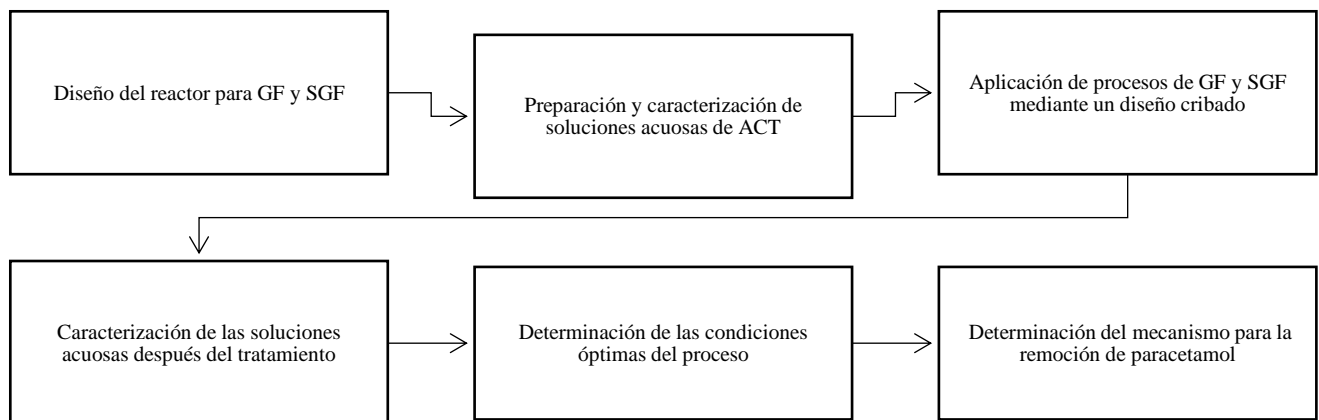 Diseño del reactor para GF y SGF
Preparación y caracterización de
soluciones acuosas de ACT
Aplicación de procesos de GF y SGF
mediante un diseño cribado
Caracterización de las soluciones
acuosas después del tratamiento
Determinación de las condiciones
óptimas del proceso
Determinación del mecanismo para la
remoción de paracetamol